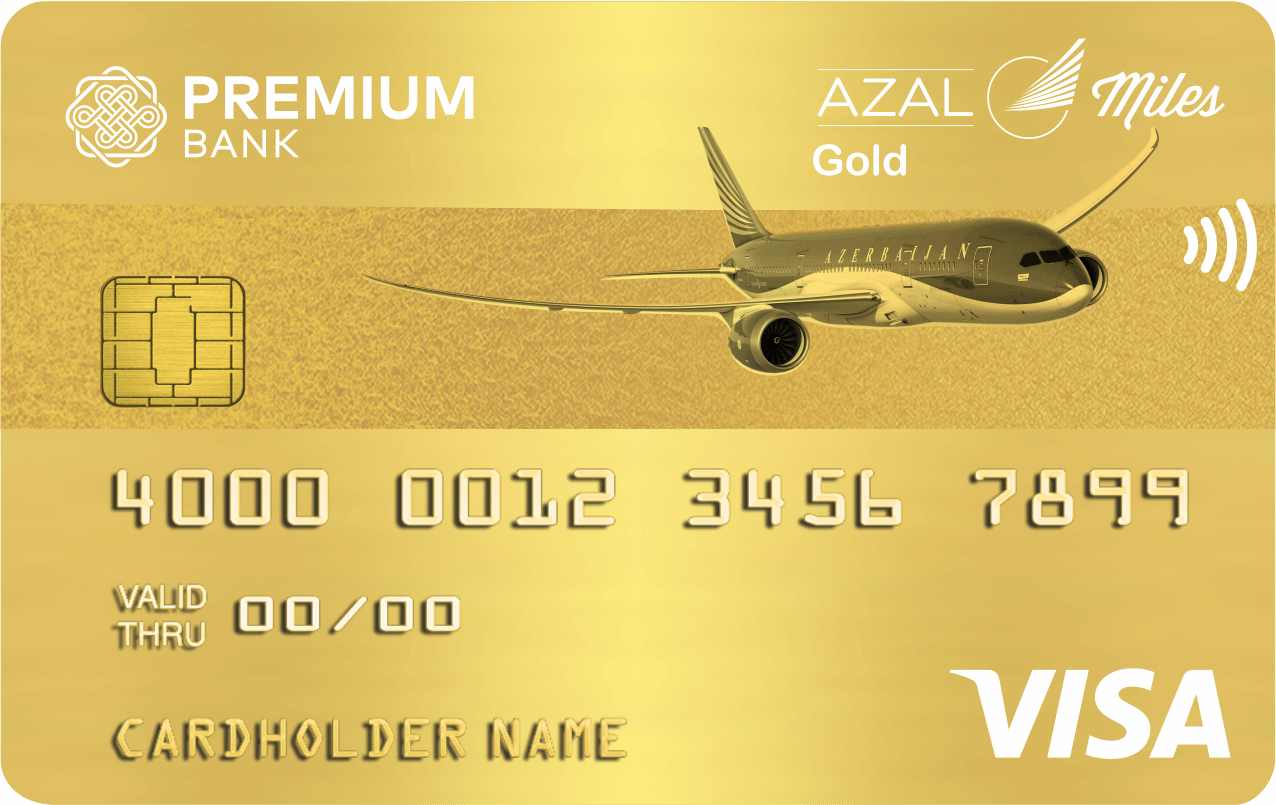 PREMIUM
BANK
AZAL Miles
Gold
AZERBAIJAN
4000 0012 3456 7899
VALID
THRU 00/00
CARDHOLDER NAME
VISA